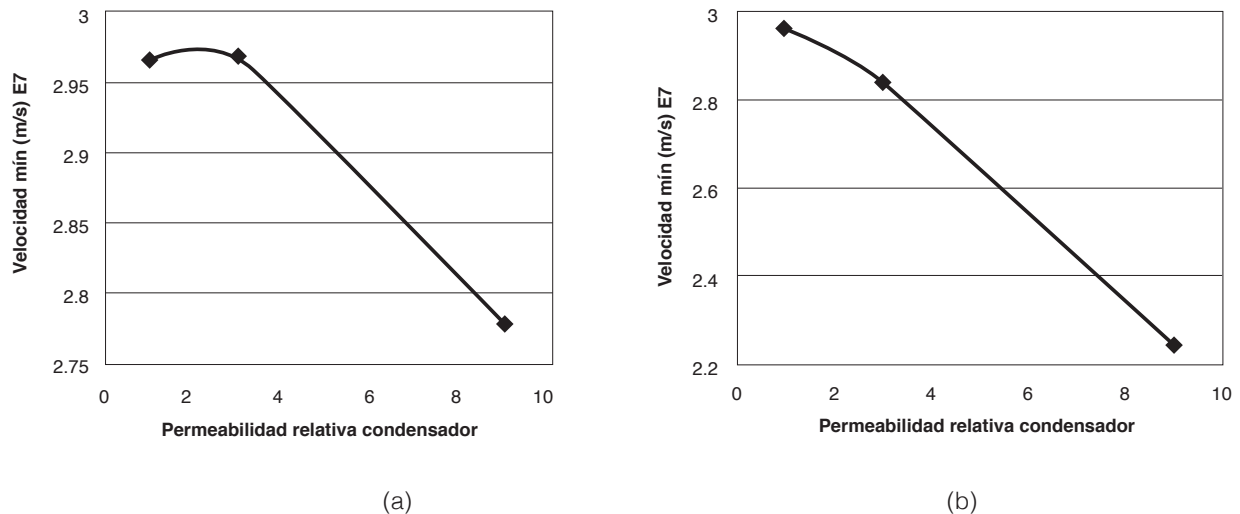 3
2.95
2.9
2.85
2.8
2.75
Velocidad mín (m/s) E7
0 2 4 6 8 10
Permeabilidad relativa condensador
(a)
3
2.8
2.6
2.4
2.2
Velocidad mín (m/s) E7
0 2 4 6 8 10
Permeabilidad relativa condensador
(b)